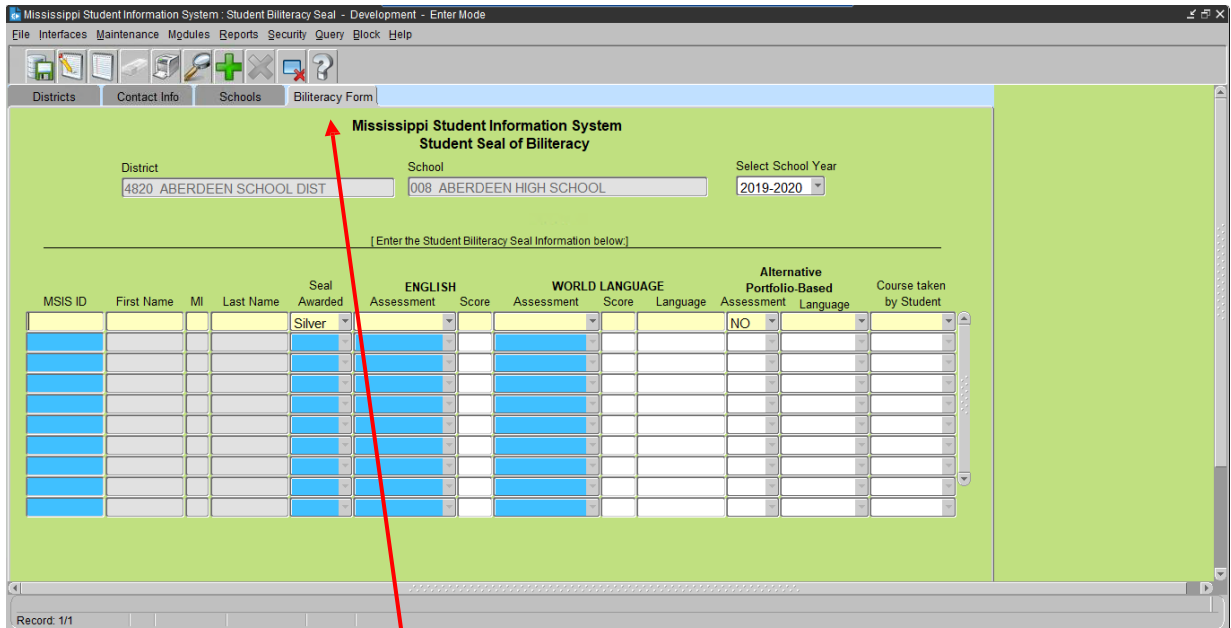 Mississippi Student Information System : Student Biliteracy Seal - Development - Enter Mode
File Interfaces Maintenance Modules Reports Security Query Block Help
Districts Contact Info Schools Biliteracy Form
Mississippi Student Information System
Student Seal of Biliteracy
District School Select School Year
4820 ABERDEEN SCHOOL DIST 008 ABERDEEN HIGH SCHOOL 2019-2020
[ Enter the Student Biliteracy Seal Information below:]
Alternative
Seal ENGLISH WORLD LANGUAGE Portfolio-Based Course taken
MSIS ID First Name MI Last Name Awarded Assessment Score Assessment Score Language Assessment Language by Student
Silver NO
Record: 1/1